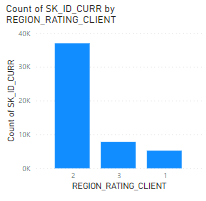 Count of SK_ID_CURR by
REGION_RATING_CLIENT
40K
30K
20K
10K
0K
Count of SK_ID_CURR
2 3 1
REGION_RATING_CLIENT